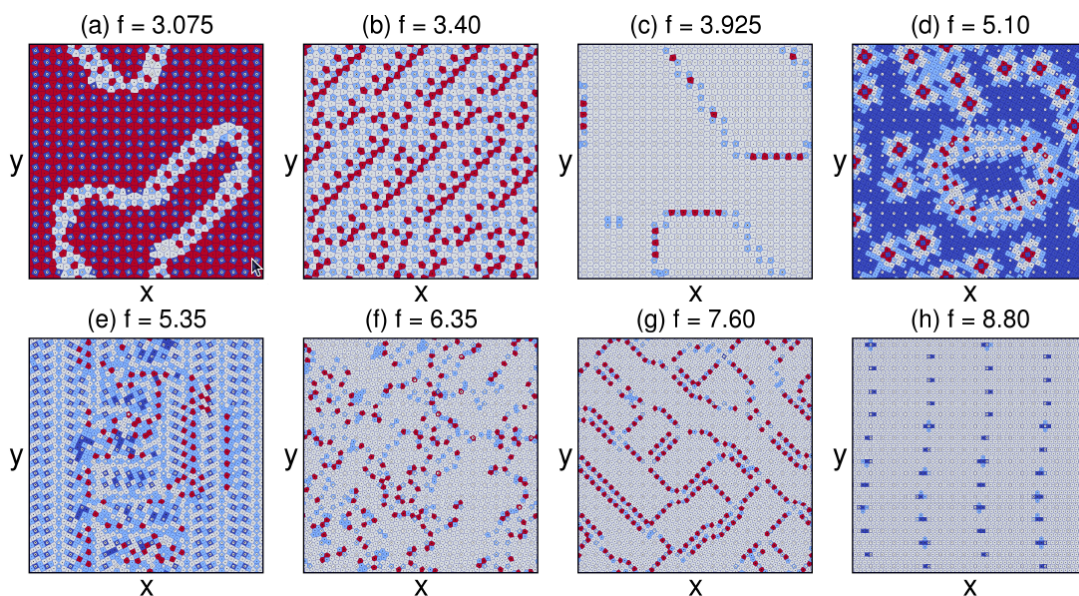 (a) f = 3.075
(b) f = 3.40
(c) f = 3.925
(d) f = 5.10
y
y
y
y
x
x
x
x
(e) f = 5.35
(f) f = 6.35
(g) f = 7.60
(h) f = 8.80
y
y
y
y
x
x
x
x